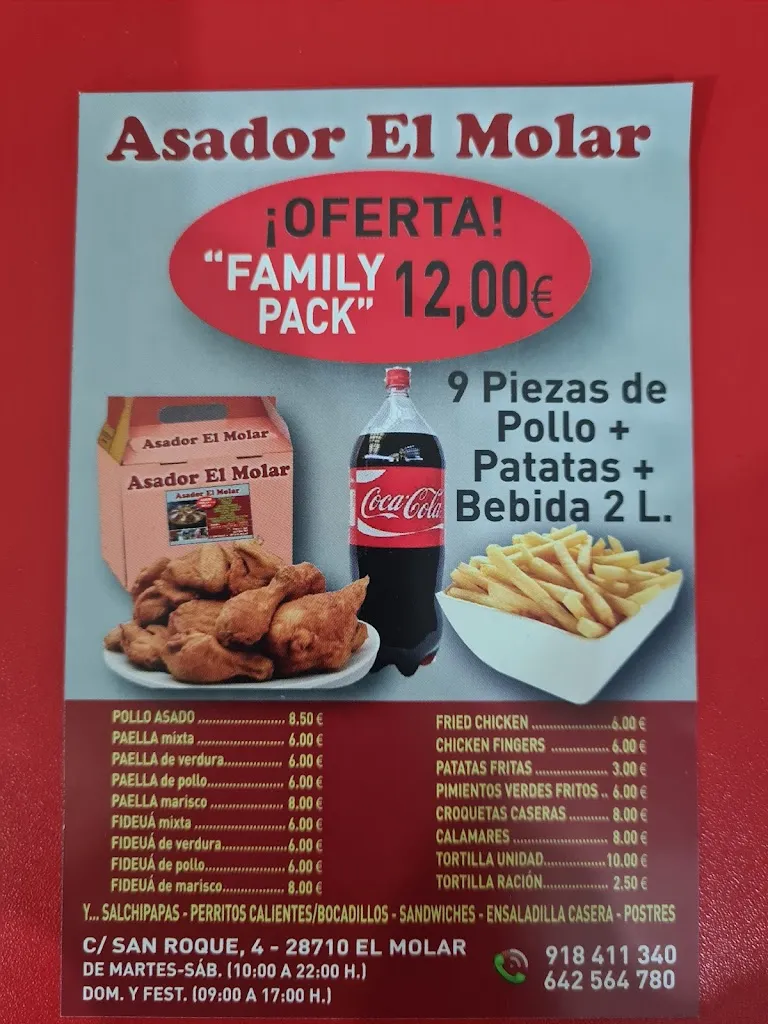 Asador El Molar
¡OFERTA!
“FAMILY
PACK”
12,00€
9 Piezas de
Pollo +
Patatas +
Bebida 2 L.
Asador El Molar
Asador El Molar
Asador El Molar
Coca-Cola
POLLO ASADO ........................ 8.50 €
PAELLA mixta ........................ 6.00 €
PAELLA de verdura................ 6.00 €
PAELLA de pollo..................... 6.00 €
PAELLA marisco ..................... 8.00 €
FIDEUÁ mixta ........................ 6.00 €
FIDEUÁ de verdura................. 6.00 €
FIDEUÁ de pollo...................... 6.00 €
FIDEUÁ de marisco................. 8.00 €
FRIED CHICKEN ......................6.00 €
CHICKEN FINGERS ................ 6.00 €
PATATAS FRITAS .................... 3.00 €
PIMIENTOS VERDES FRITOS .. 6.00 €
CROQUETAS CASERAS .......... 8.00 €
CALAMARES .......................... 8.00 €
TORTILLA UNIDAD.................10.00 €
TORTILLA RACIÓN.................. 2.50 €
Y... SALCHIPAPAS - PERRITOS CALIENTES/BOCADILLOS - SANDWICHES - ENSALADILLA CASERA - POSTRES
C/ SAN ROQUE, 4 - 28710 EL MOLAR
DE MARTES-SÁB. (10:00 A 22:00 H.)
DOM. Y FEST. (09:00 A 17:00 H.)
918 411 340
642 564 780